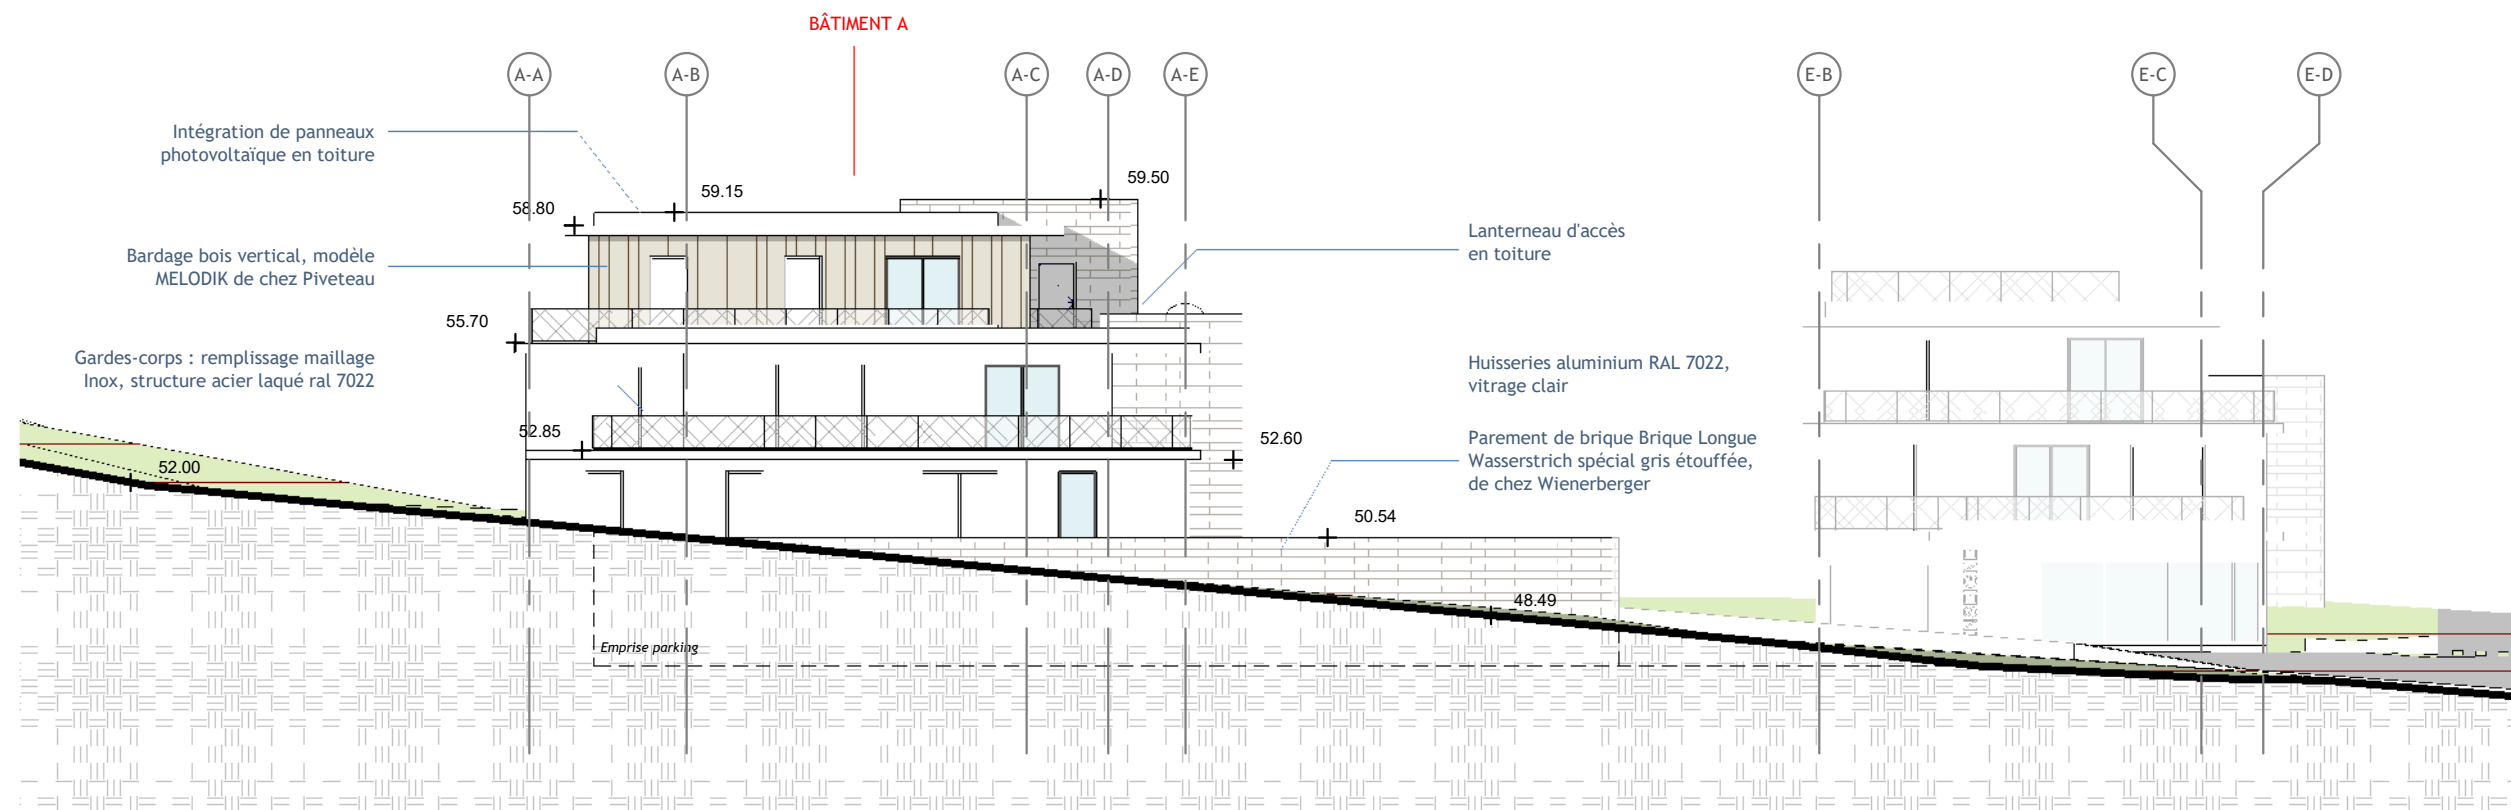 BÂTIMENT A
A-A
A-B
A-C
A-D
A-E
E-B
E-C
E-D
Intégration de panneaux
photovoltaïque en toiture
59.15
59.50
58.80
Bardage bois vertical, modèle
MELODIK de chez Piveteau
Lanterneau d'accès
en toiture
55.70
Gardes-corps : remplissage maillage
Inox, structure acier laqué ral 7022
Huisseries aluminium RAL 7022,
vitrage clair
52.85
52.60
Parement de brique Brique Longue
Wasserstrich spécial gris étouffée,
de chez Wienerberger
52.00
50.54
48.49
Emprise parking